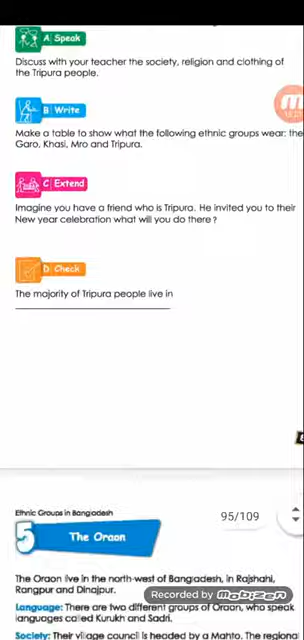 A Speak
Discuss with your teacher the society, religion and clothing of
the Tripura people.
B Write
Make a table to show what the following ethnic groups wear: the
Garo, Khasi, Mro and Tripura.
C Extend
Imagine you have a friend who is Tripura. He invited you to their
New year celebration what will you do there?
D Check
The majority of Tripura people live in
Ethnic Groups in Bangladesh
95/109
5 The Oraon
The Oraon live in the north-west of Bangladesh, in Rajshahi,
Rangpur and Dinajpur.
Recorded by mobizen
Language: There are two different groups of Oraon, who speak
languages called Kurukh and Sadri.
Society: Their village council is headed by a Mahto. The regional